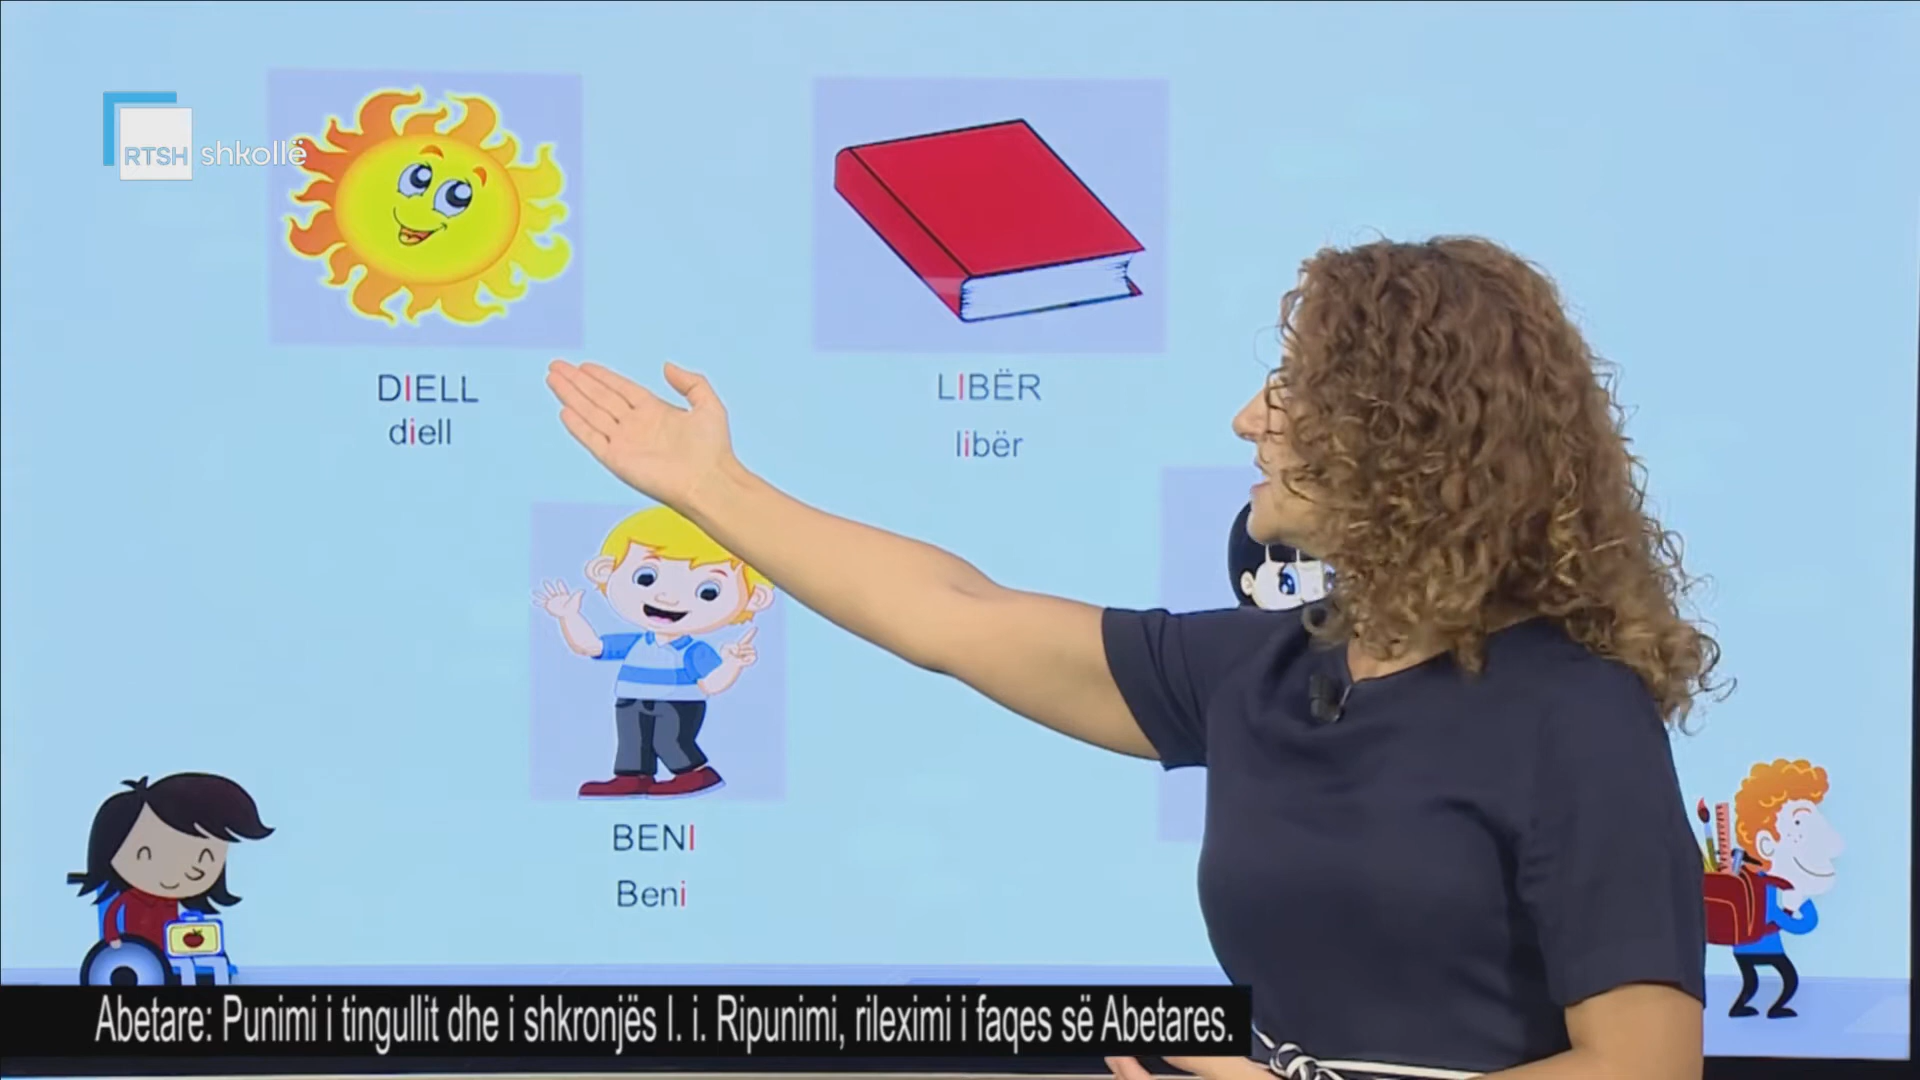 RTSH shkollë
DIELL
diell
LIBËR
libër
BENI
Beni
Abetare: Punimi i tingullit dhe i shkronjës I. i. Ripunimi, rileximi i faqes së Abetares.